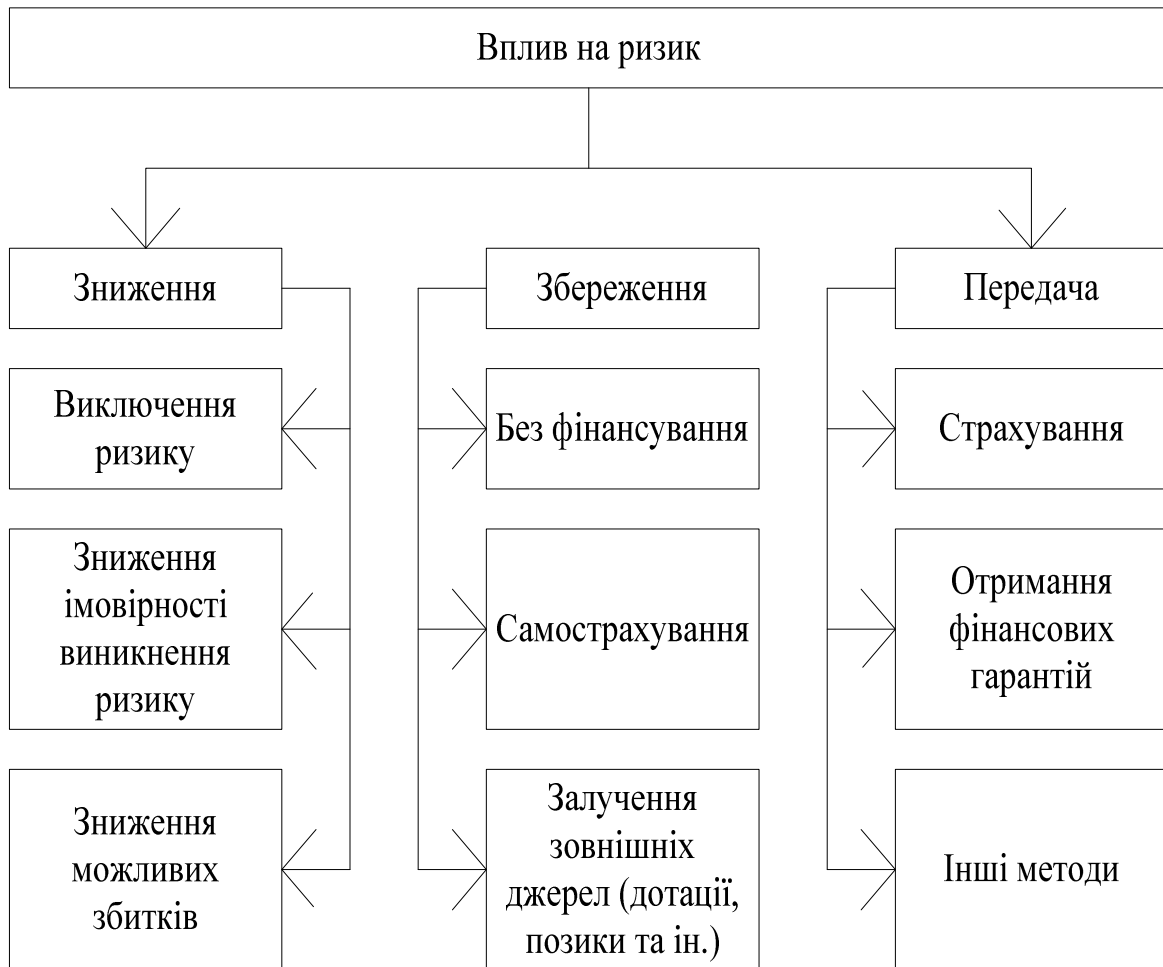 Вплив на ризик
Зниження
Збереження
Передача
Виключення
ризику
Без фінансування
Страхування
Зниження
імовірності
виникнення
ризику
Самострахування
Отримання
фінансових
гарантій
Зниження
можливих
збитків
Залучення
зовнішніх
джерел (дотації,
позики та ін.)
Інші методи